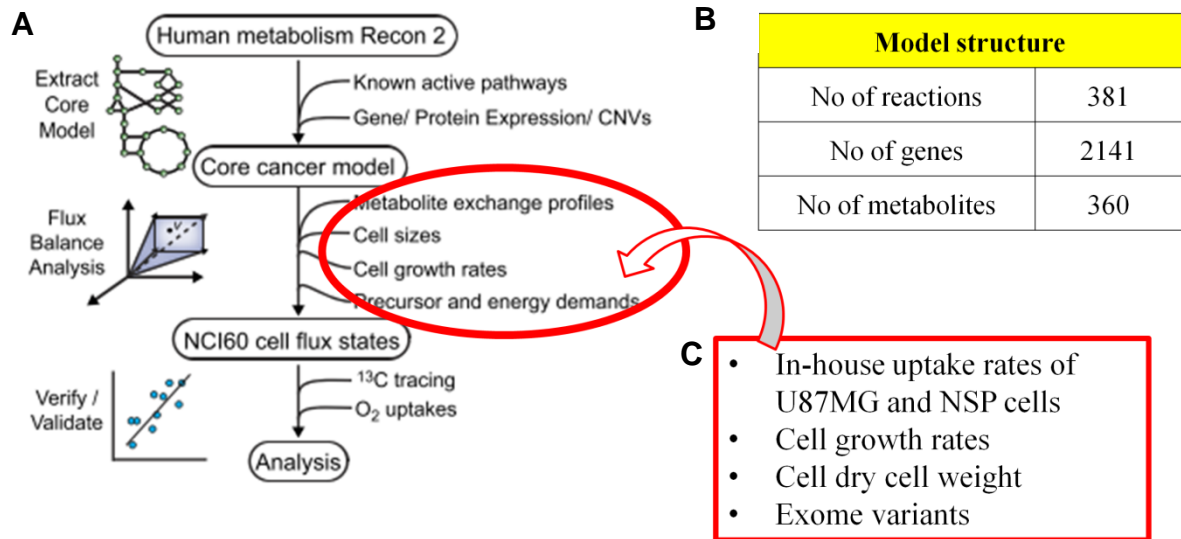 A
Human metabolism Recon 2
Extract
Core
Model
Known active pathways
Gene/ Protein Expression/ CNVs
Core cancer model
Flux
Balance
Analysis
v
Metabolite exchange profiles
Cell sizes
Cell growth rates
Precursor and energy demands
NCI60 cell flux states
Verify /
Validate
¹³C tracing
O₂ uptakes
Analysis
B
Model structure
No of reactions 381
No of genes 2141
No of metabolites 360
C
• In-house uptake rates of
U87MG and NSP cells
• Cell growth rates
• Cell dry cell weight
• Exome variants